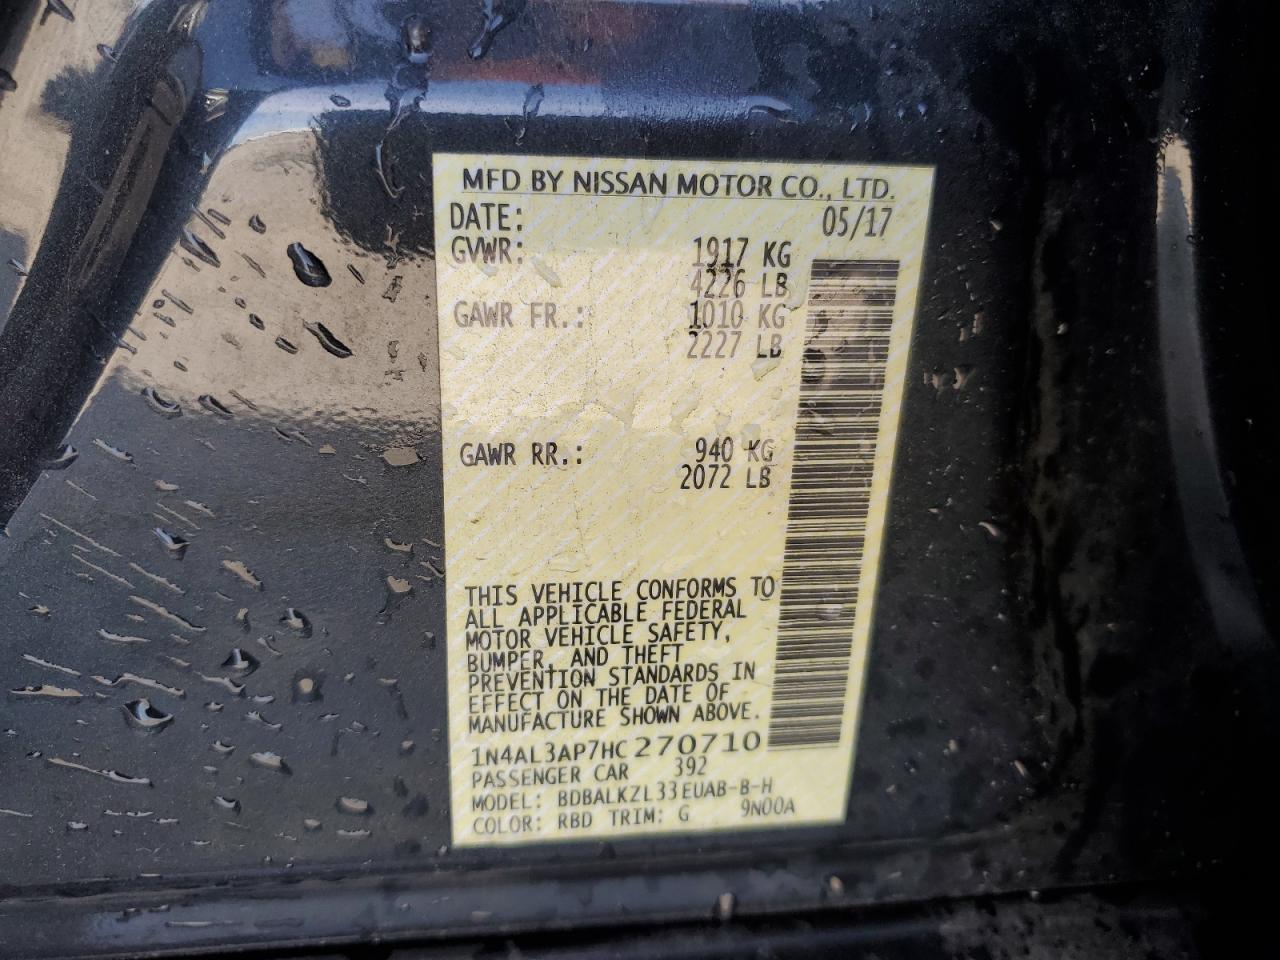 MFD BY NISSAN MOTOR CO., LTD.
DATE: 05/17
GVWR: 1917 KG
4226 LB
GAWR FR.: 1010 KG
2227 LB
GAWR RR.: 940 KG
2072 LB
THIS VEHICLE CONFORMS TO
ALL APPLICABLE FEDERAL
MOTOR VEHICLE SAFETY,
BUMPER, AND THEFT
PREVENTION STANDARDS IN
EFFECT ON THE DATE OF
MANUFACTURE SHOWN ABOVE.
1N4AL3AP7HC270710
PASSENGER CAR 392
MODEL: BDBALKZL33EUAB-B-H
COLOR: RBD TRIM: G 9N00A